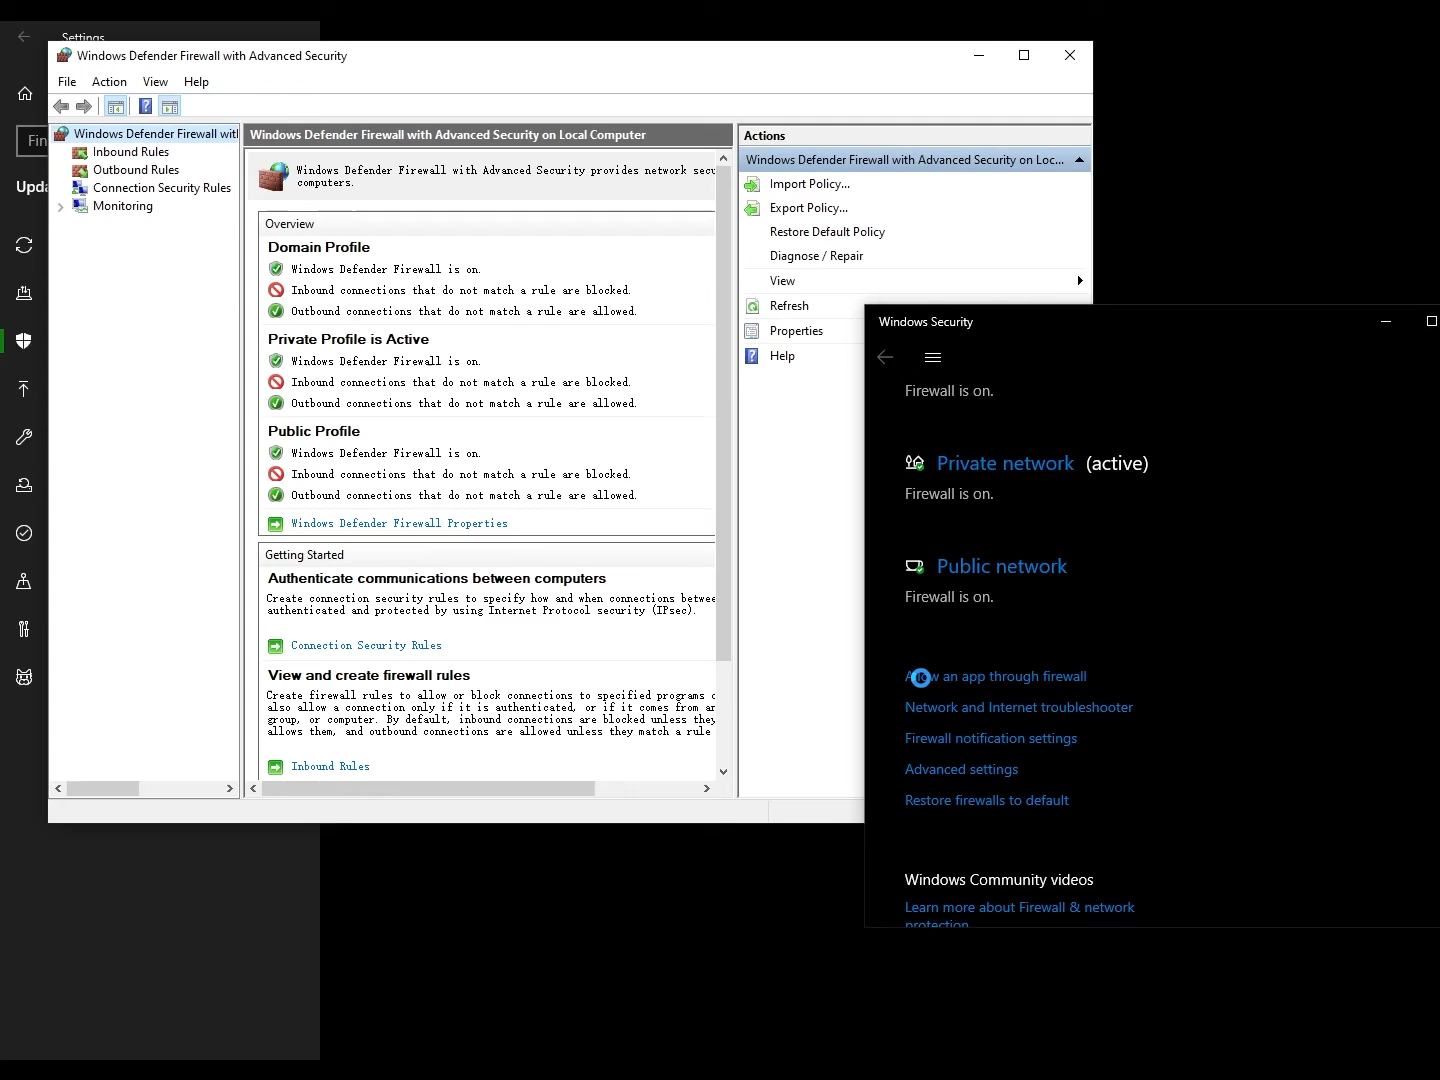 Settings
Windows Defender Firewall with Advanced Security
File Action View Help
Fin
Upda
Windows Defender Firewall wit
Inbound Rules
Outbound Rules
Connection Security Rules
Monitoring
Windows Defender Firewall with Advanced Security on Local Computer
Windows Defender Firewall with Advanced Security provides network secu
computers.
Overview
Domain Profile
Windows Defender Firewall is on.
Inbound connections that do not match a rule are blocked.
Outbound connections that do not match a rule are allowed.
Private Profile is Active
Windows Defender Firewall is on.
Inbound connections that do not match a rule are blocked.
Outbound connections that do not match a rule are allowed.
Public Profile
Windows Defender Firewall is on.
Inbound connections that do not match a rule are blocked.
Outbound connections that do not match a rule are allowed.
Windows Defender Firewall Properties
Getting Started
Authenticate communications between computers
Create connection security rules to specify how and when connections betwee
authenticated and protected by using Internet Protocol security (IPsec).
Connection Security Rules
View and create firewall rules
Create firewall rules to allow or block connections to specified programs o
also allow a connection only if it is authenticated, or if it comes from an
group, or computer. By default, inbound connections are blocked unless they
allows them, and outbound connections are allowed unless they match a rule
Inbound Rules
Actions
Windows Defender Firewall with Advanced Security on Loc...
Import Policy...
Export Policy...
Restore Default Policy
Diagnose / Repair
View
Refresh
Properties
Help
Windows Security
Firewall is on.
Private network (active)
Firewall is on.
Public network
Firewall is on.
an app through firewall
Network and Internet troubleshooter
Firewall notification settings
Advanced settings
Restore firewalls to default
Windows Community videos
Learn more about Firewall & network
protection